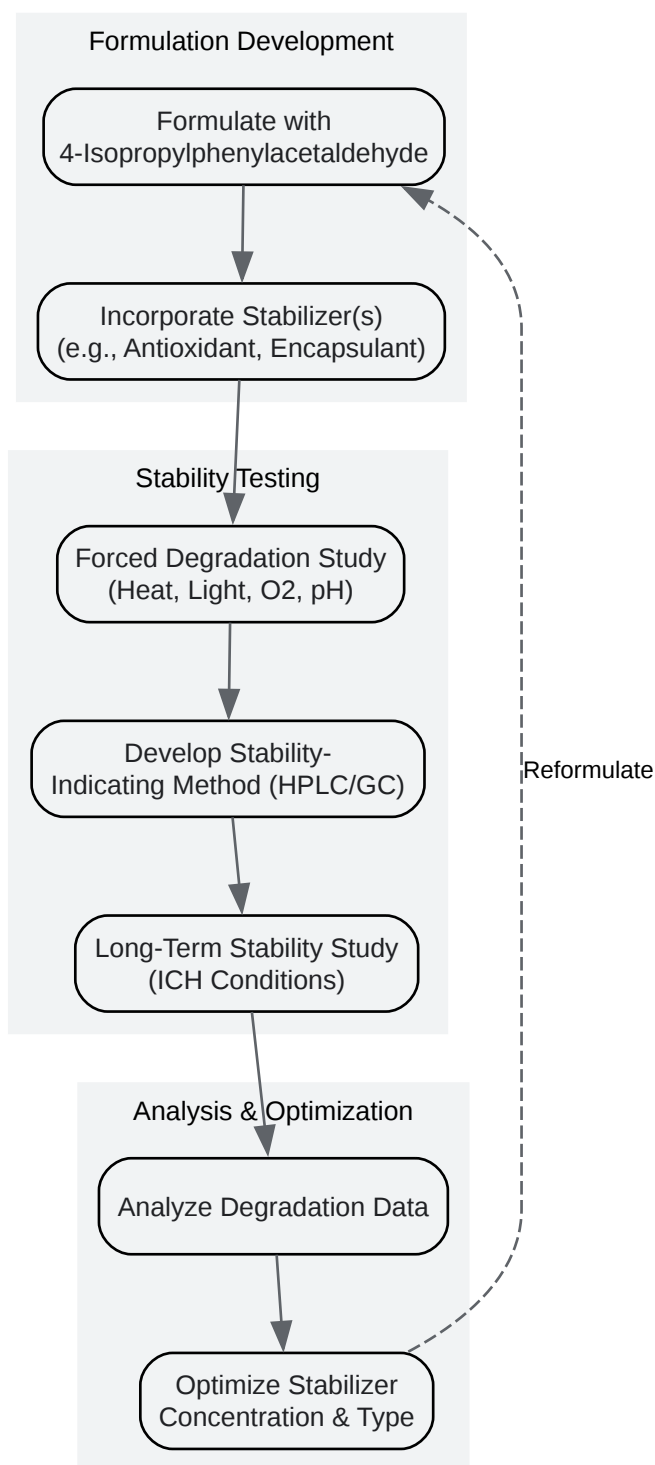 Formulation Development
Formulate with
4-Isopropylphenylacetaldehyde
Incorporate Stabilizer(s)
(e.g., Antioxidant, Encapsulant)
Stability Testing
Forced Degradation Study
(Heat, Light, O2, pH)
Develop Stability-
Indicating Method (HPLC/GC)
Reformulate
Long-Term Stability Study
(ICH Conditions)
Analysis & Optimization
Analyze Degradation Data
Optimize Stabilizer
Concentration & Type